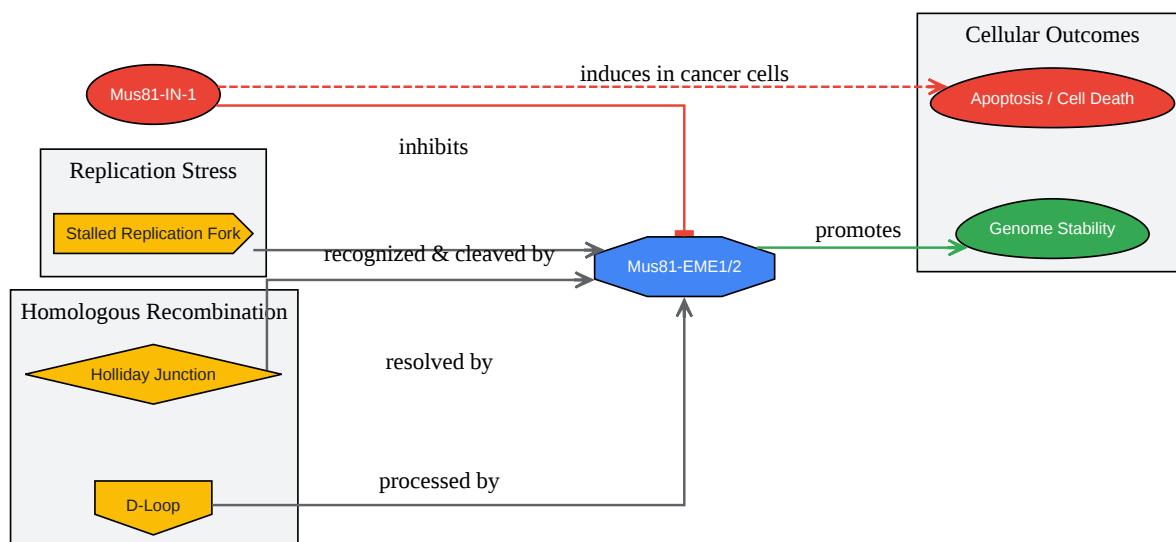 Cellular Outcomes
induces in cancer cells
Mus81-IN-1
Apoptosis / Cell Death
inhibits
Replication Stress
Stalled Replication Fork
recognized & cleaved by
Mus81-EME1/2
promotes
Genome Stability
Homologous Recombination
Holliday Junction
resolved by
processed by
D-Loop